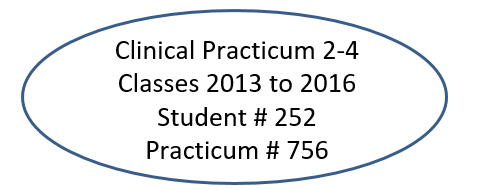 Clinical Practicum 2-4
Classes 2013 to 2016
Student # 252
Practicum # 756